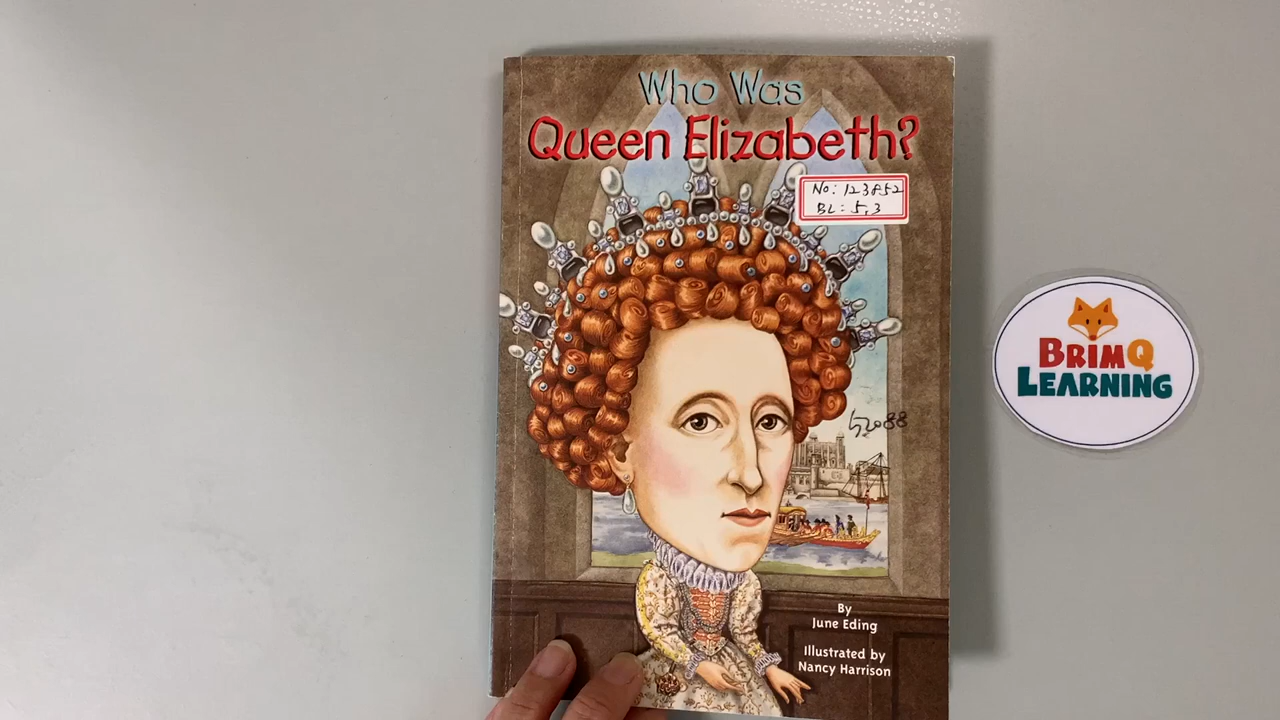 Who Was
Queen Elizabeth?
No: 123852
BL: 5,3
BRIMQ
LEARNING
By
June Eding
Illustrated by
Nancy Harrison